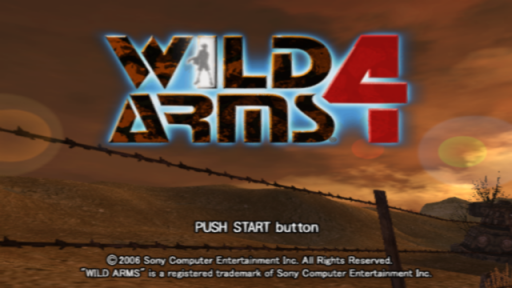 WILD
ARMS 4
PUSH START button
©2006 Sony Computer Entertainment Inc. All Rights Reserved.
"WILD ARMS" is a registered trademark of Sony Computer Entertainment Inc.